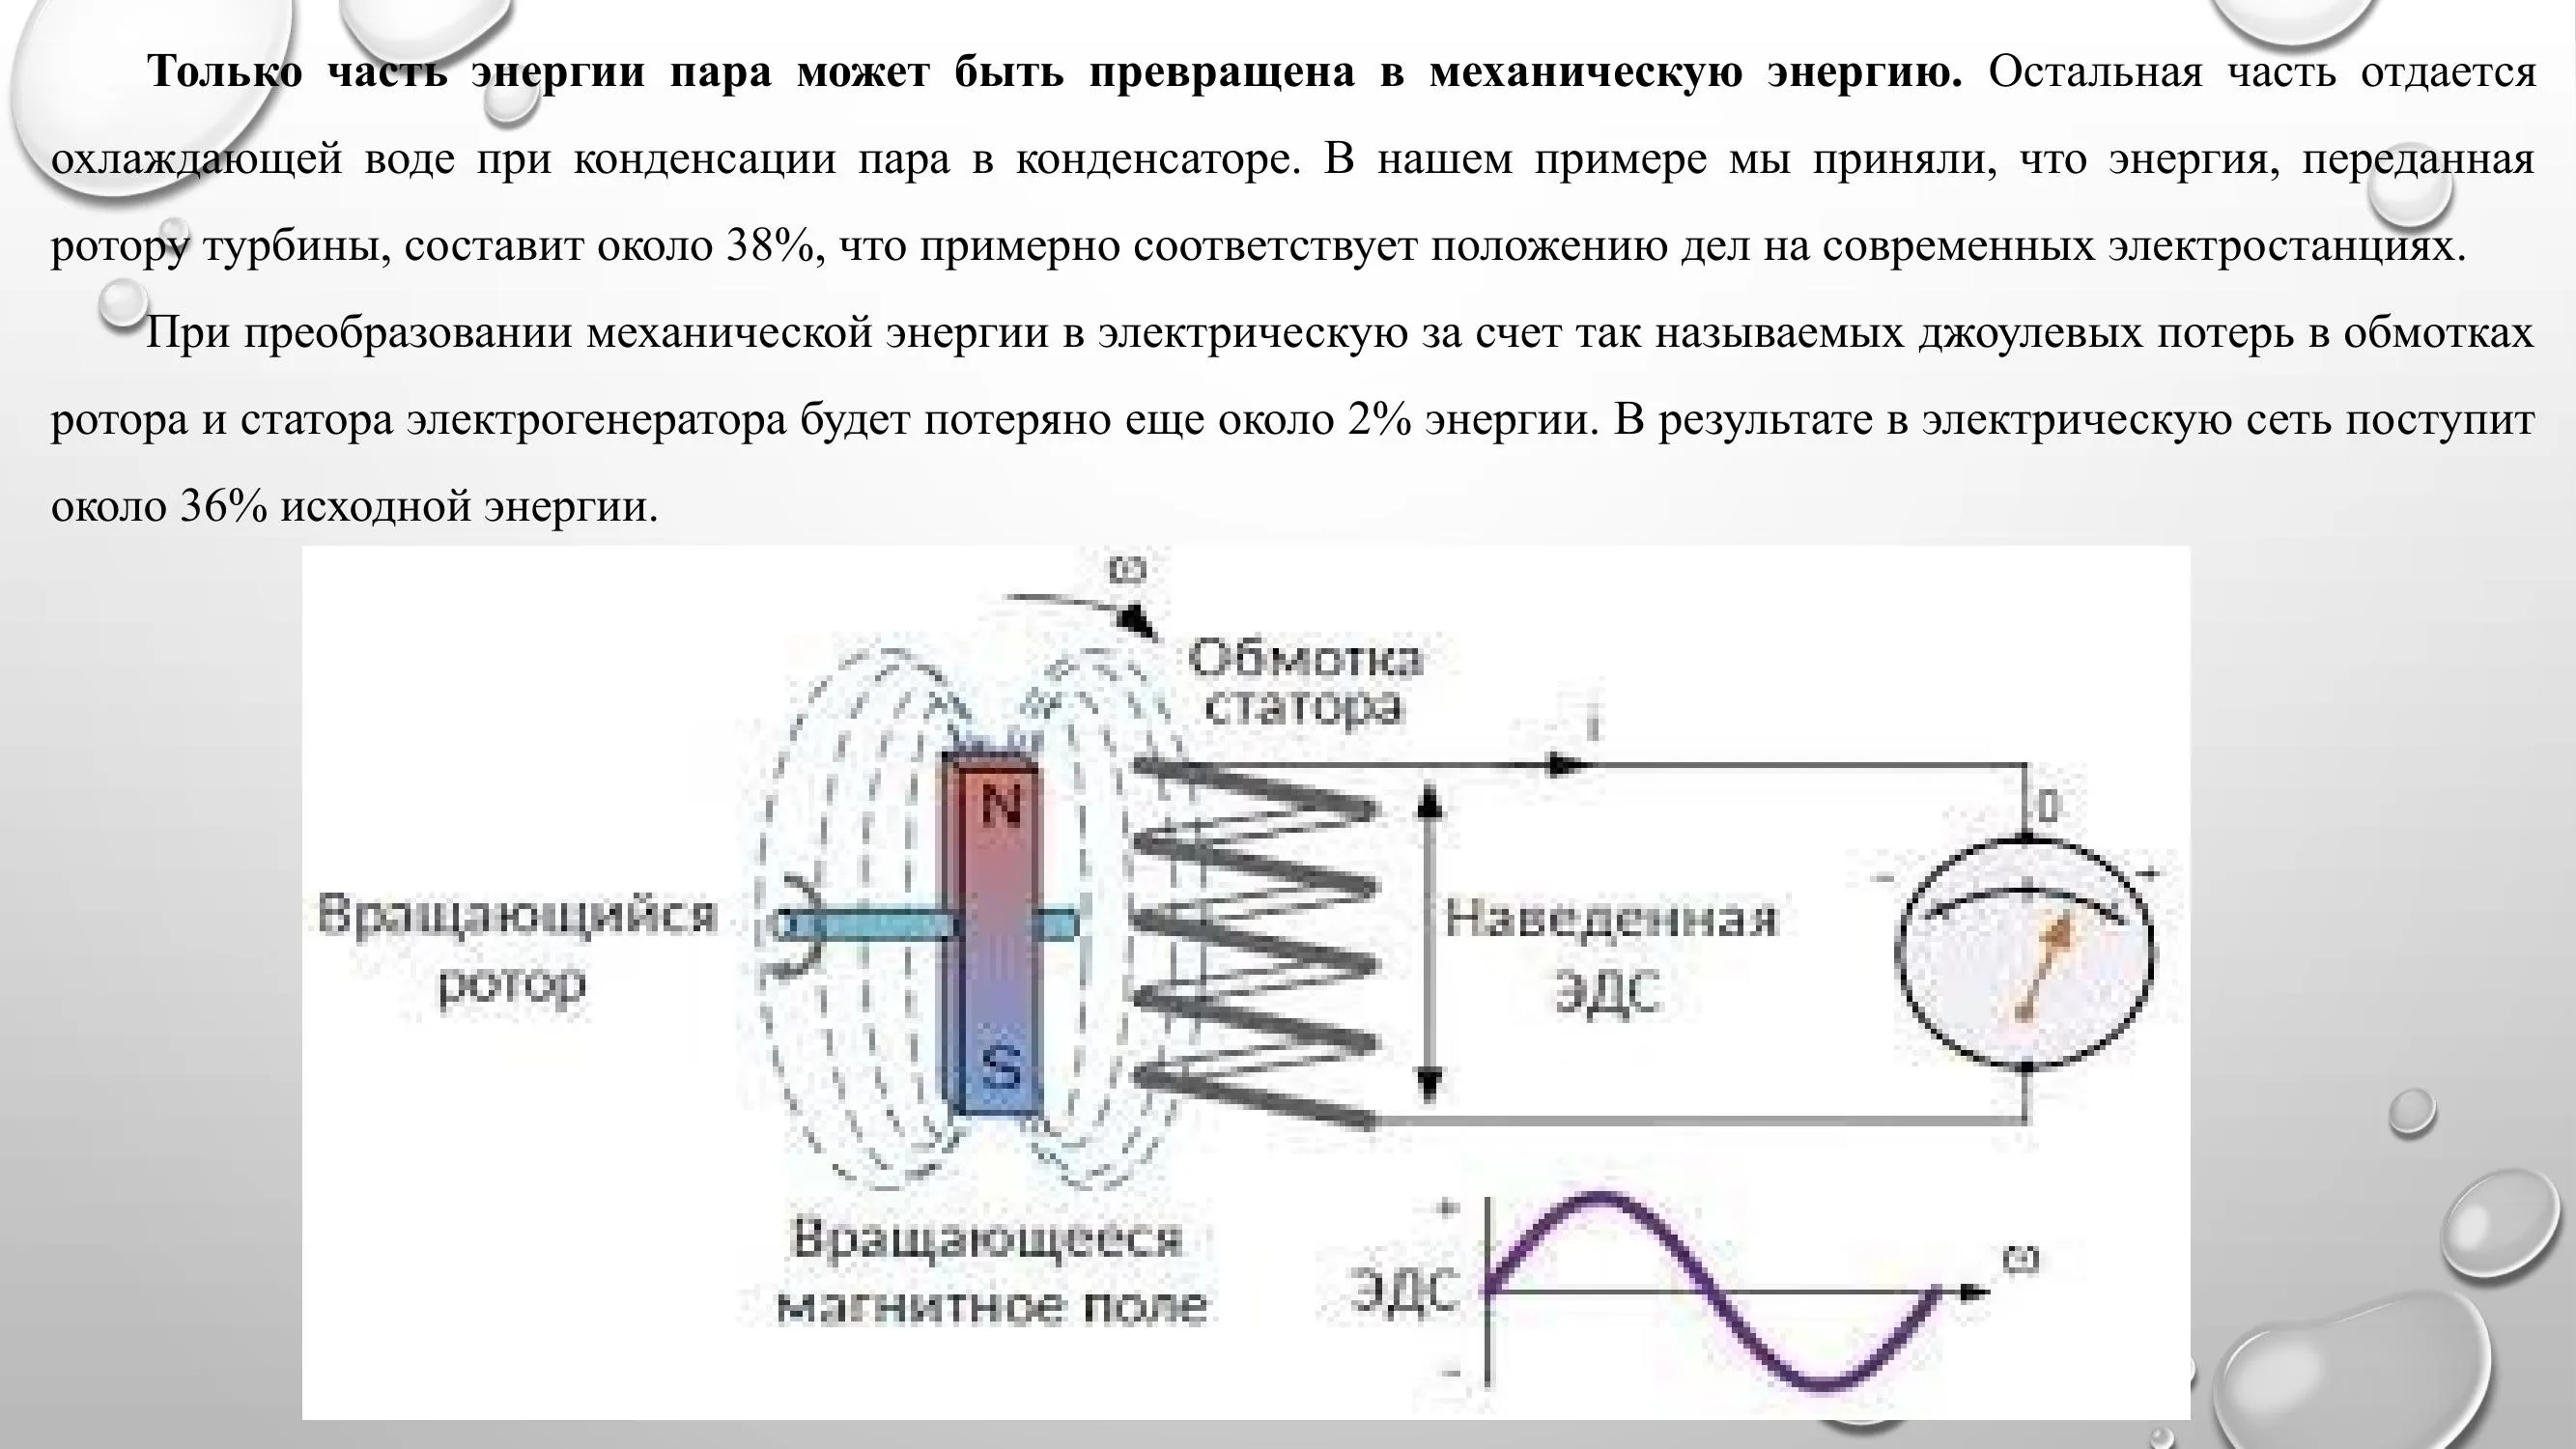 Только часть энергии пара может быть превращена в механическую энергию. Остальная часть отдается
охлаждающей воде при конденсации пара в конденсаторе. В нашем примере мы приняли, что энергия, переданная
ротору турбины, составит около 38%, что примерно соответствует положению дел на современных электростанциях.
При преобразовании механической энергии в электрическую за счет так называемых джоулевых потерь в обмотках
ротора и статора электрогенератора будет потеряно еще около 2% энергии. В результате в электрическую сеть поступит
около 36% исходной энергии.
ω
Обмотка
статора
i
N
0
- +
Вращающийся
ротор
Наведенная
ЭДС
S
Вращающееся
магнитное поле
+
ЭДС
ω
-